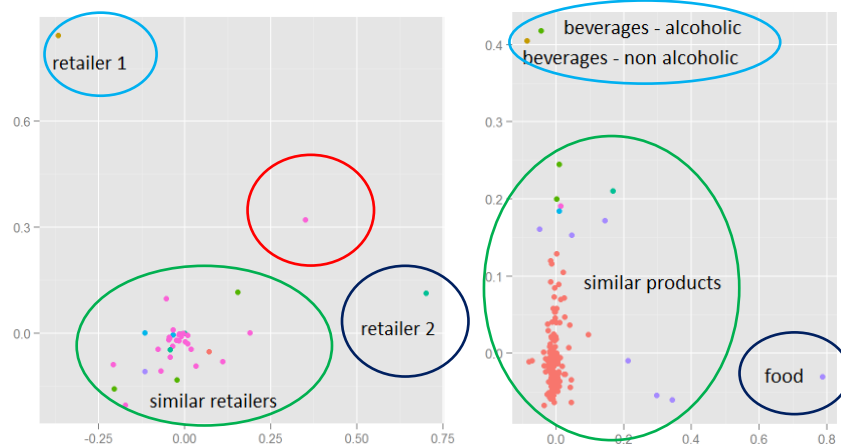 retailer 1
0.6
0.3
0.0
retailer 2
similar retailers
-0.25
0.00
0.25
0.50
0.75
beverages - alcoholic
0.4
beverages - non alcoholic
0.3
0.2
0.1
similar products
0.0
food
0.0
0.2
0.4
0.6
0.8